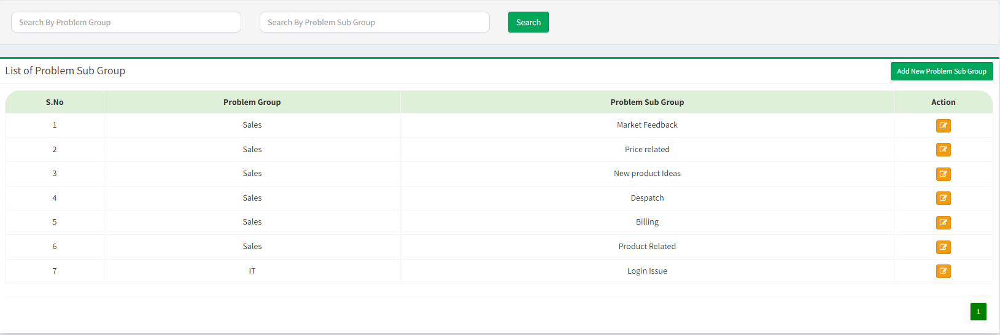 Search By Problem Group Search By Problem Sub Group Search
List of Problem Sub Group Add New Problem Sub Group
S.No Problem Group Problem Sub Group Action
1 Sales Market Feedback
2 Sales Price related
3 Sales New product Ideas
4 Sales Despatch
5 Sales Billing
6 Sales Product Related
7 IT Login Issue
1